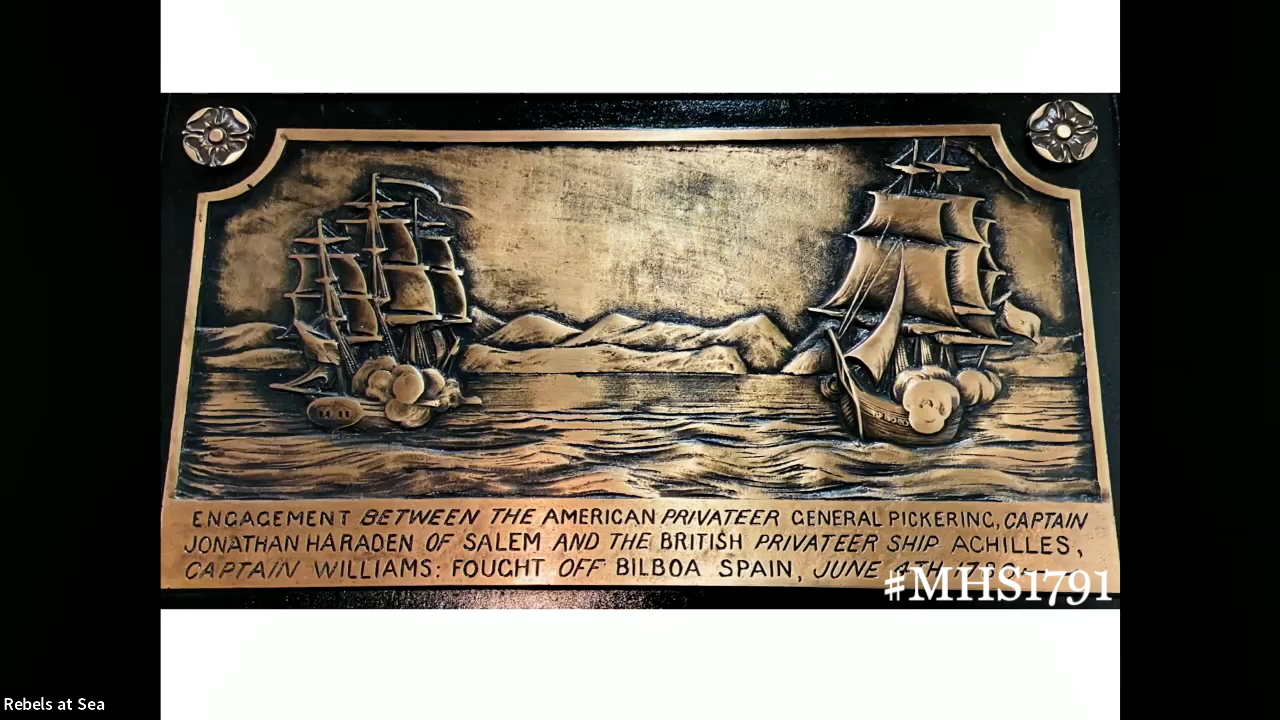 ENGAGEMENT BETWEEN THE AMERICAN PRIVATEER GENERAL PICKERING, CAPTAIN
JONATHAN HARADEN OF SALEM AND THE BRITISH PRIVATEER SHIP ACHILLES,
CAPTAIN WILLIAMS: FOUGHT OFF BILBOA SPAIN, JUNE 4TH
#MHS1791
Rebels at Sea